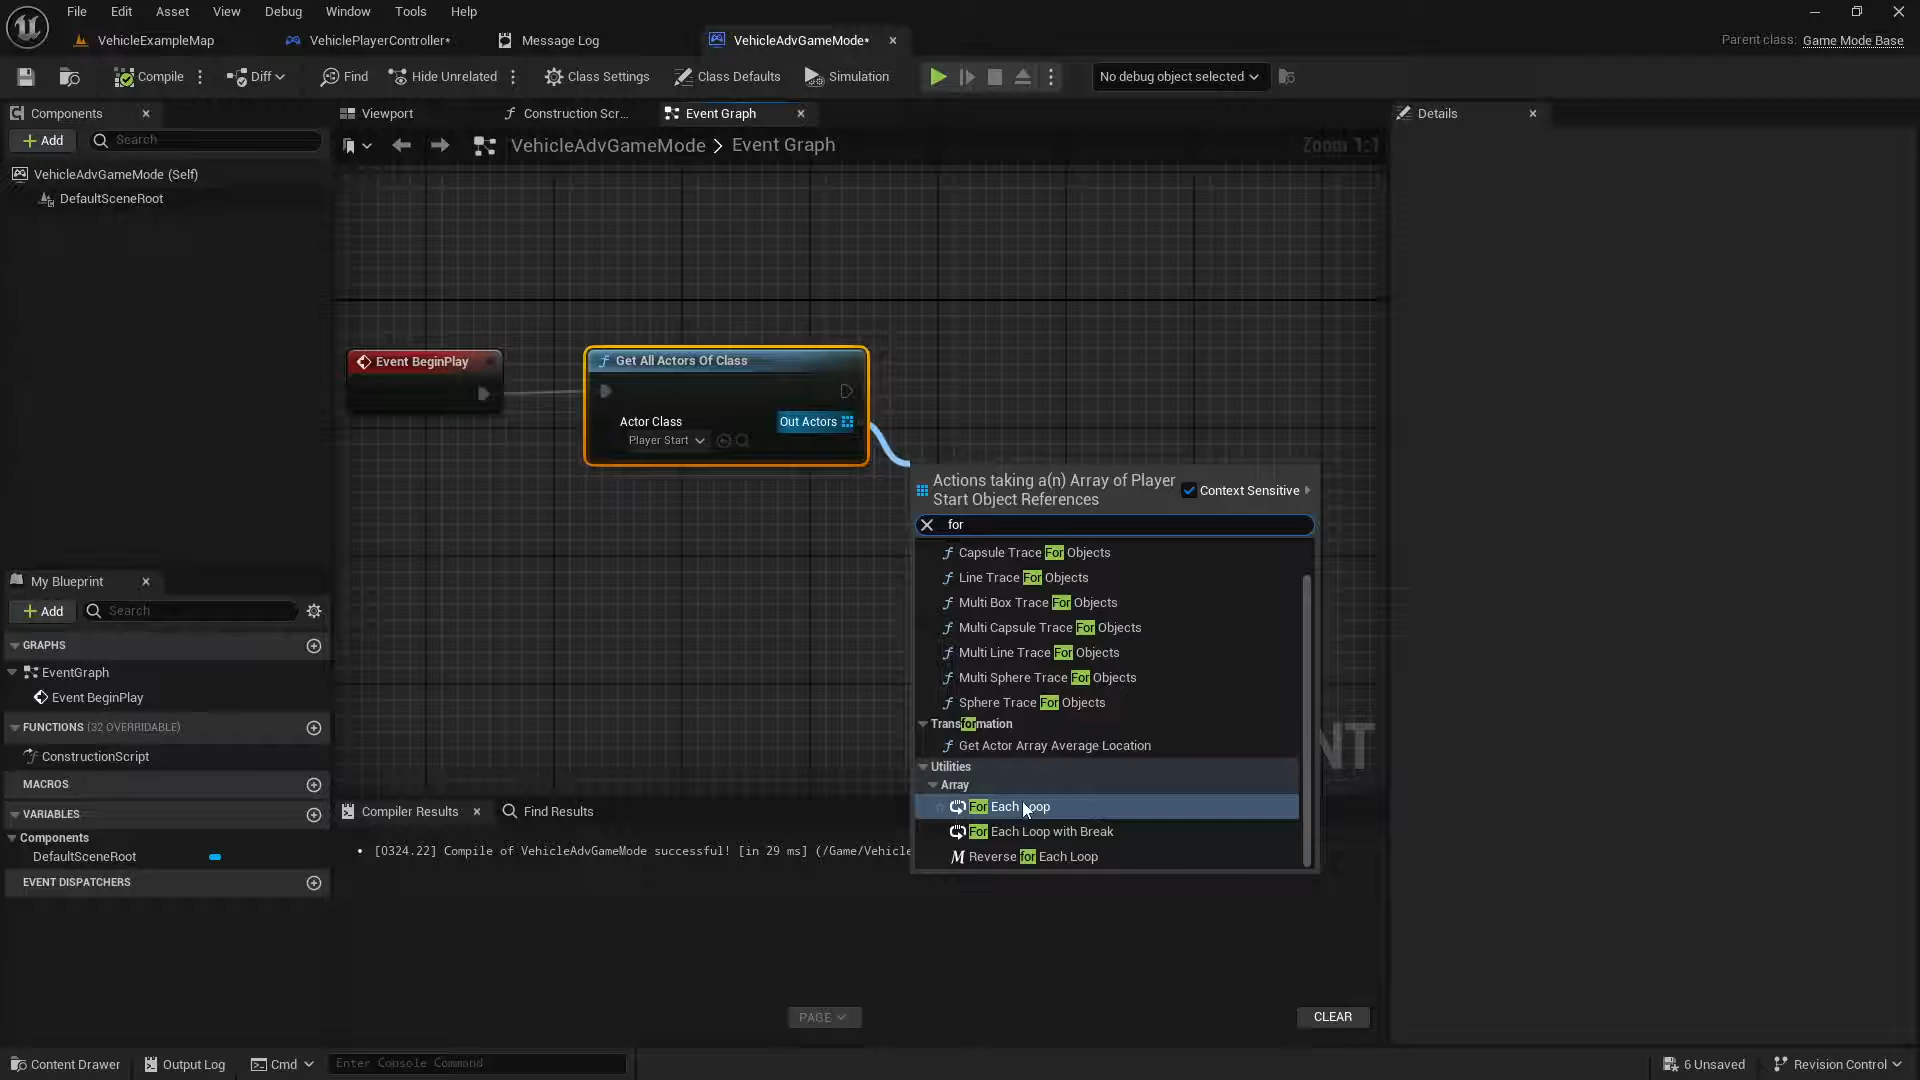 File Edit Asset View Debug Window Tools Help
VehicleExampleMap VehiclePlayerController* Message Log VehicleAdvGameMode*
Parent class: Game Mode Base
Compile Diff Find Hide Unrelated Class Settings Class Defaults Simulation No debug object selected
Components
Viewport Construction Scr... Event Graph
Details
Add Search
VehicleAdvGameMode > Event Graph
Zoom 1:1
VehicleAdvGameMode (Self)
DefaultSceneRoot
Event BeginPlay
Get All Actors Of Class
Actor Class Out Actors
Player Start
Actions taking a(n) Array of Player
Start Object References
Context Sensitive
for
Capsule Trace For Objects
Line Trace For Objects
Multi Box Trace For Objects
Multi Capsule Trace For Objects
Multi Line Trace For Objects
Multi Sphere Trace For Objects
Sphere Trace For Objects
Transformation
Get Actor Array Average Location
Utilities
Array
For Each Loop
For Each Loop with Break
Reverse for Each Loop
NT
My Blueprint
Add Search
GRAPHS
EventGraph
Event BeginPlay
FUNCTIONS (32 OVERRIDABLE)
ConstructionScript
MACROS
VARIABLES
Components
DefaultSceneRoot
EVENT DISPATCHERS
Compiler Results Find Results
[0324.22] Compile of VehicleAdvGameMode successful! [in 29 ms] (/Game/Vehicle
PAGE
CLEAR
Content Drawer Output Log Cmd Enter Console Command
6 Unsaved Revision Control